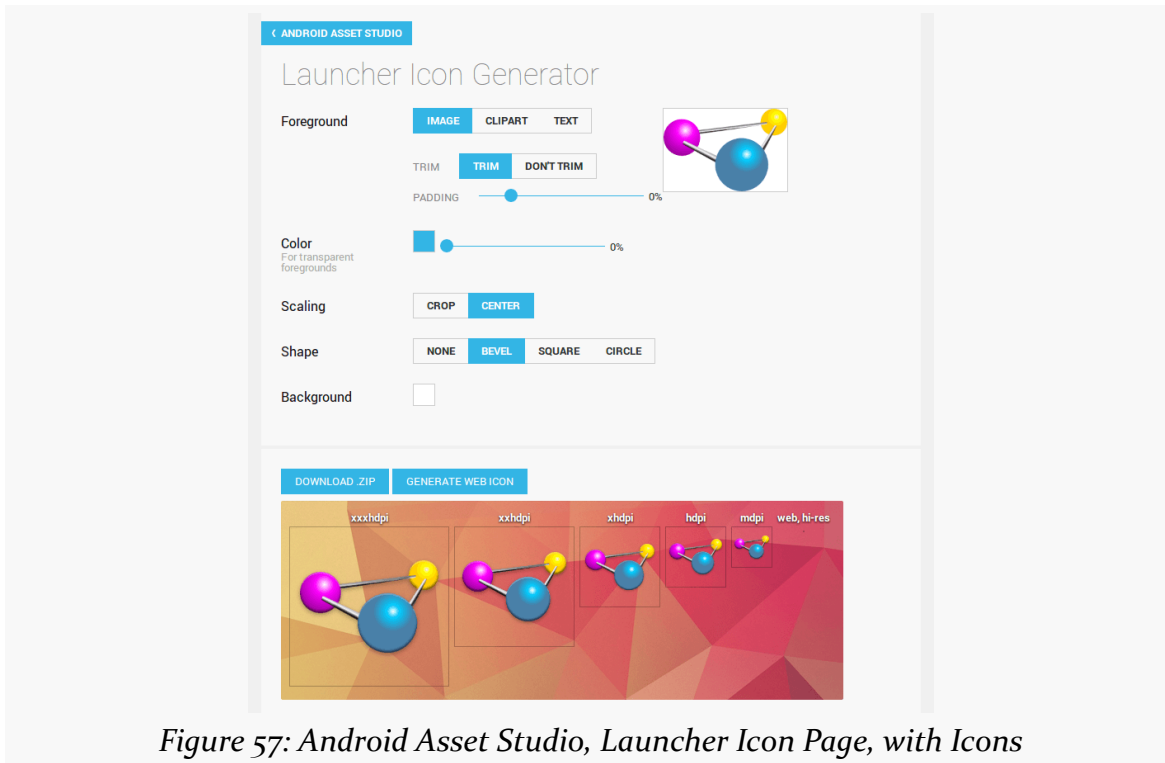 ‹ ANDROID ASSET STUDIO
Launcher Icon Generator
Foreground IMAGE CLIPART TEXT
TRIM TRIM DON'T TRIM
PADDING 0%
Color 0%
For transparent
foregrounds
Scaling CROP CENTER
Shape NONE BEVEL SQUARE CIRCLE
Background
DOWNLOAD .ZIP GENERATE WEB ICON
xxxhdpi xxhdpi xhdpi hdpi mdpi web, hi-res
Figure 57: Android Asset Studio, Launcher Icon Page, with Icons